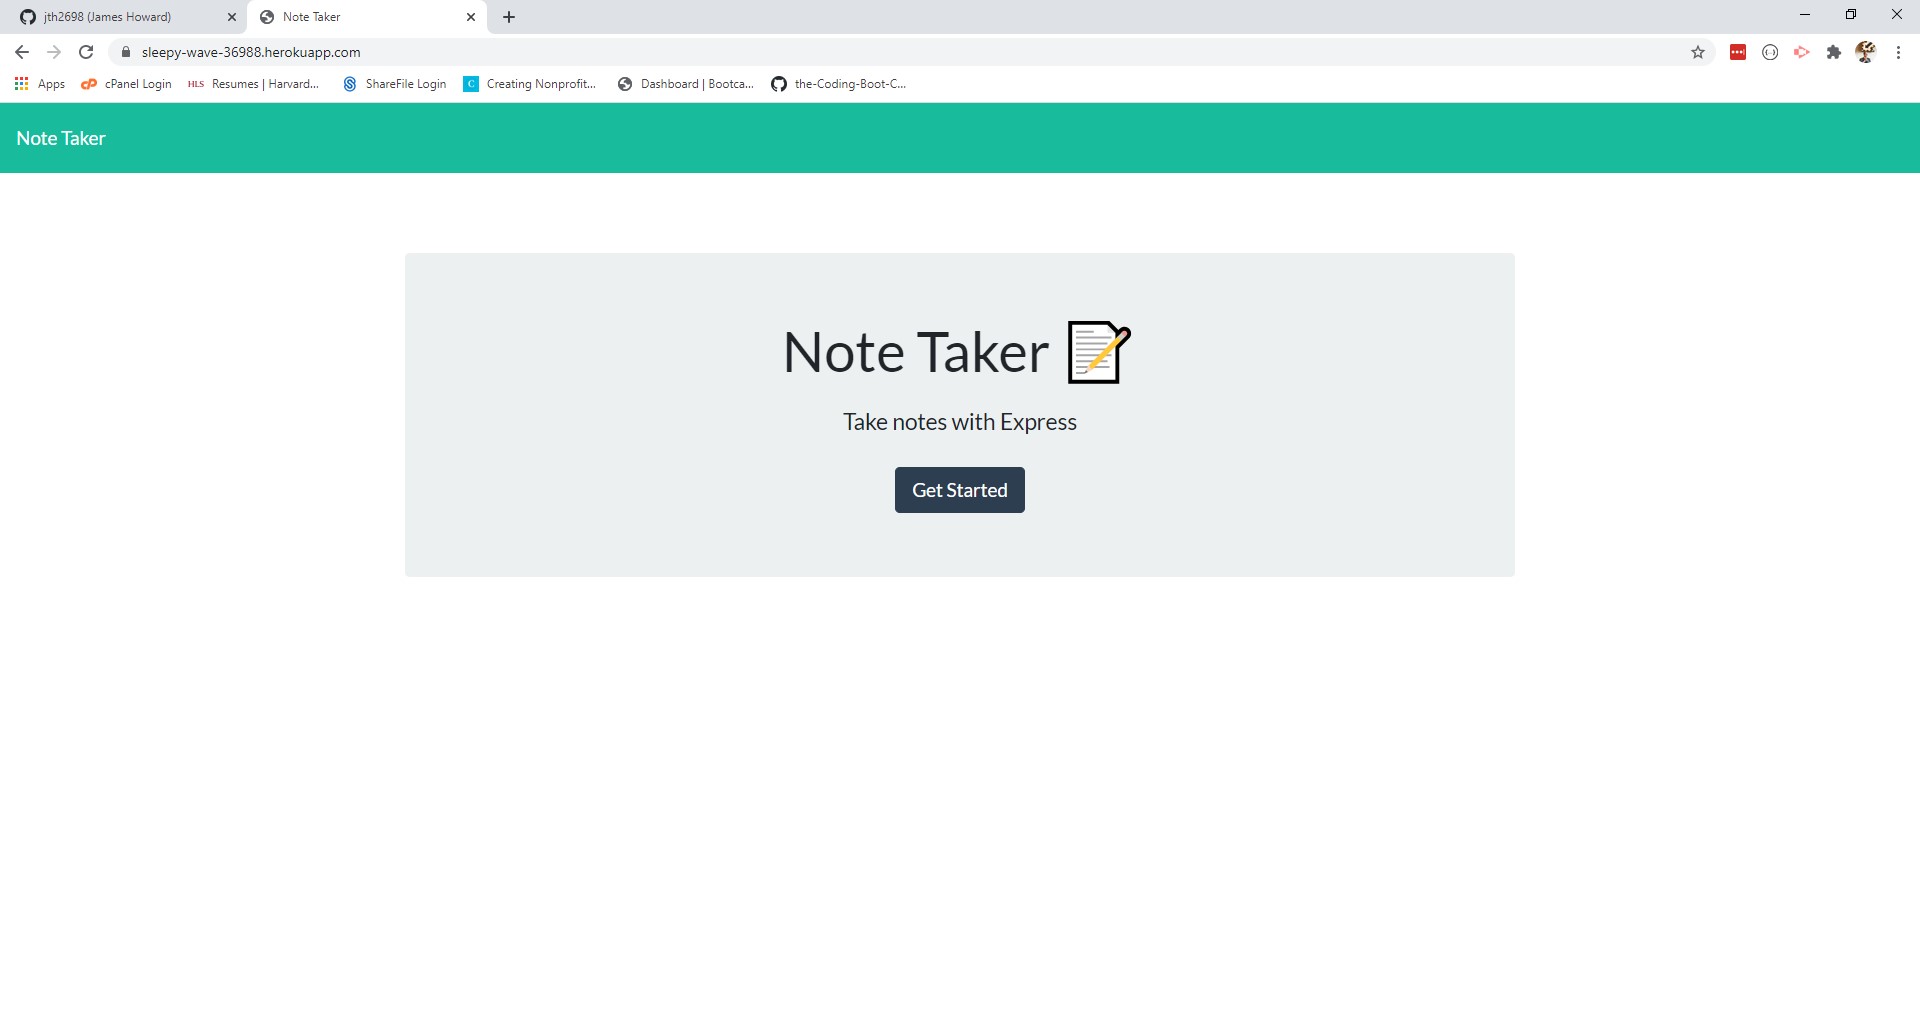 jth2698 (James Howard)
Note Taker
sleepy-wave-36988.herokuapp.com
Apps
cPanel Login
HLS Resumes | Harvard...
ShareFile Login
C Creating Nonprofit...
Dashboard | Bootca...
the-Coding-Boot-C...
Note Taker
Note Taker
Take notes with Express
Get Started